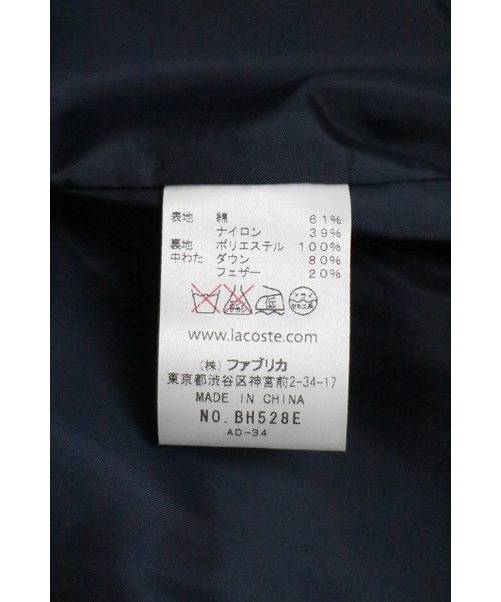 表地 綿 61%
ナイロン 39%
裏地 ポリエステル 100%
中わた ダウン 80%
フェザー 20%
www.lacoste.com
(株) ファブリカ
東京都渋谷区神宮前2-34-17
MADE IN CHINA
NO. BH528E
AD-34